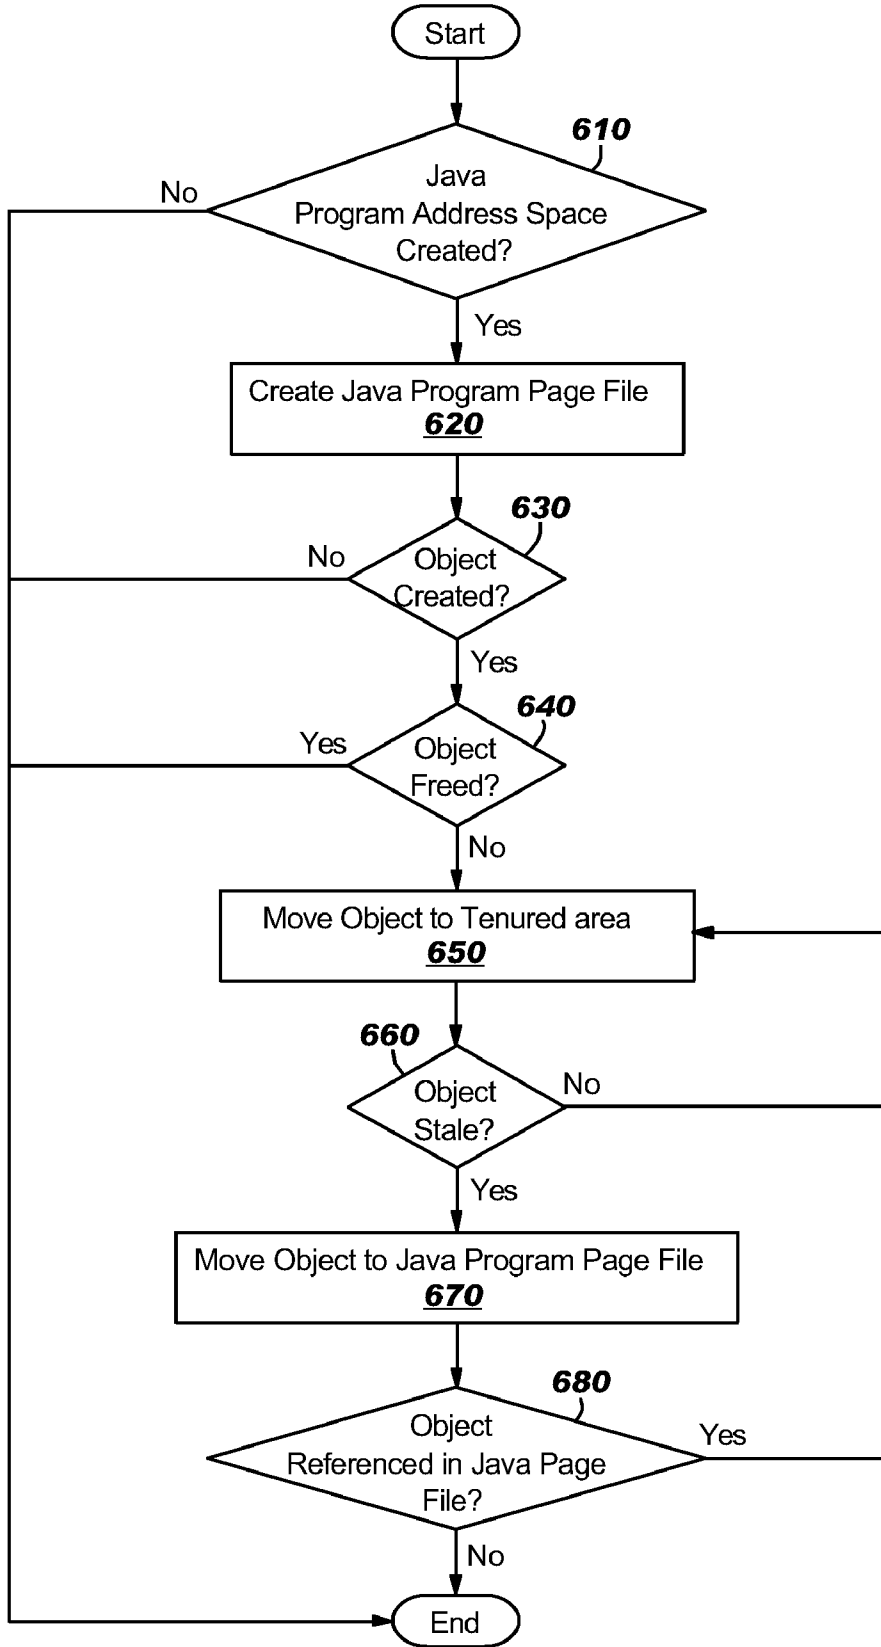 Start
610
Java
Program Address Space
Created?
No
Yes
Create Java Program Page File
620
630
No
Object
Created?
Yes
640
Yes
Object
Freed?
No
Move Object to Tenured area
650
660
Object
Stale?
No
Yes
Move Object to Java Program Page File
670
680
Object
Referenced in Java Page
File?
Yes
No
End